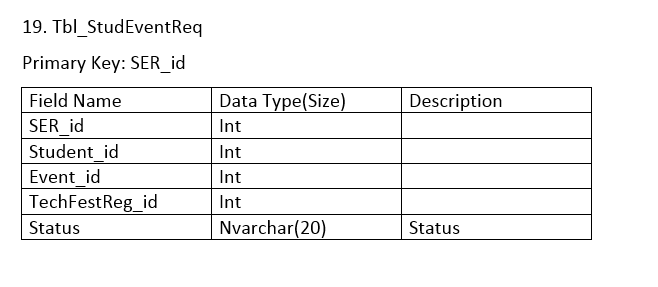 19. Tbl_StudEventReq
Primary Key: SER_id
Field Name Data Type(Size) Description
SER_id Int
Student_id Int
Event_id Int
TechFestReg_id Int
Status Nvarchar(20) Status